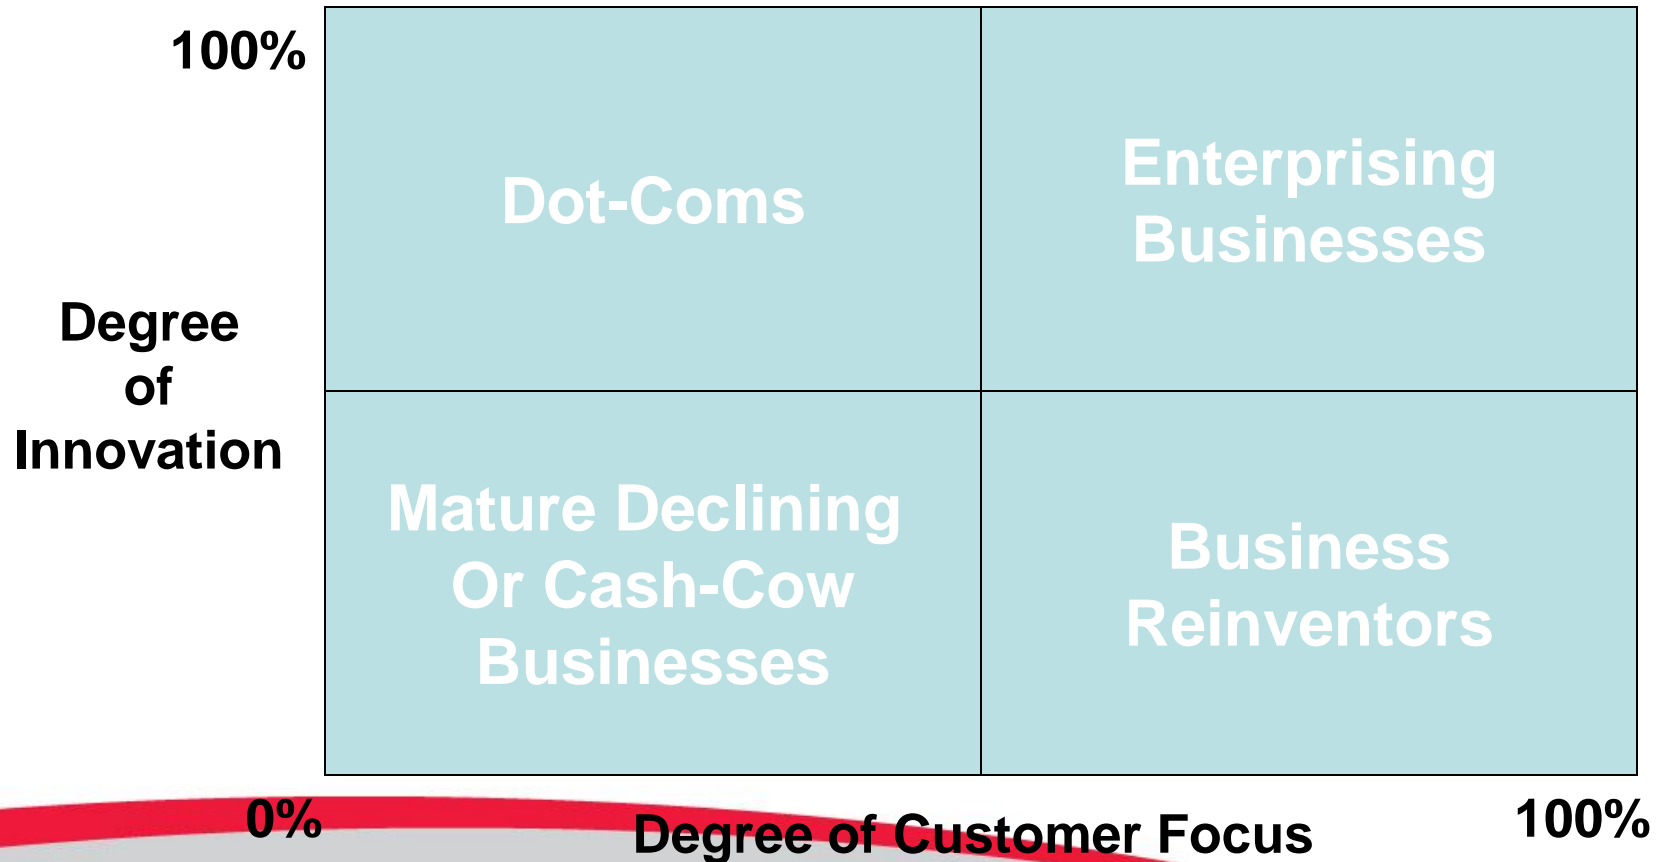 100%
Dot-Coms
Enterprising
Businesses
Degree
of
Innovation
Mature Declining
Or Cash-Cow
Businesses
Business
Reinventors
0%
Degree of Customer Focus
100%